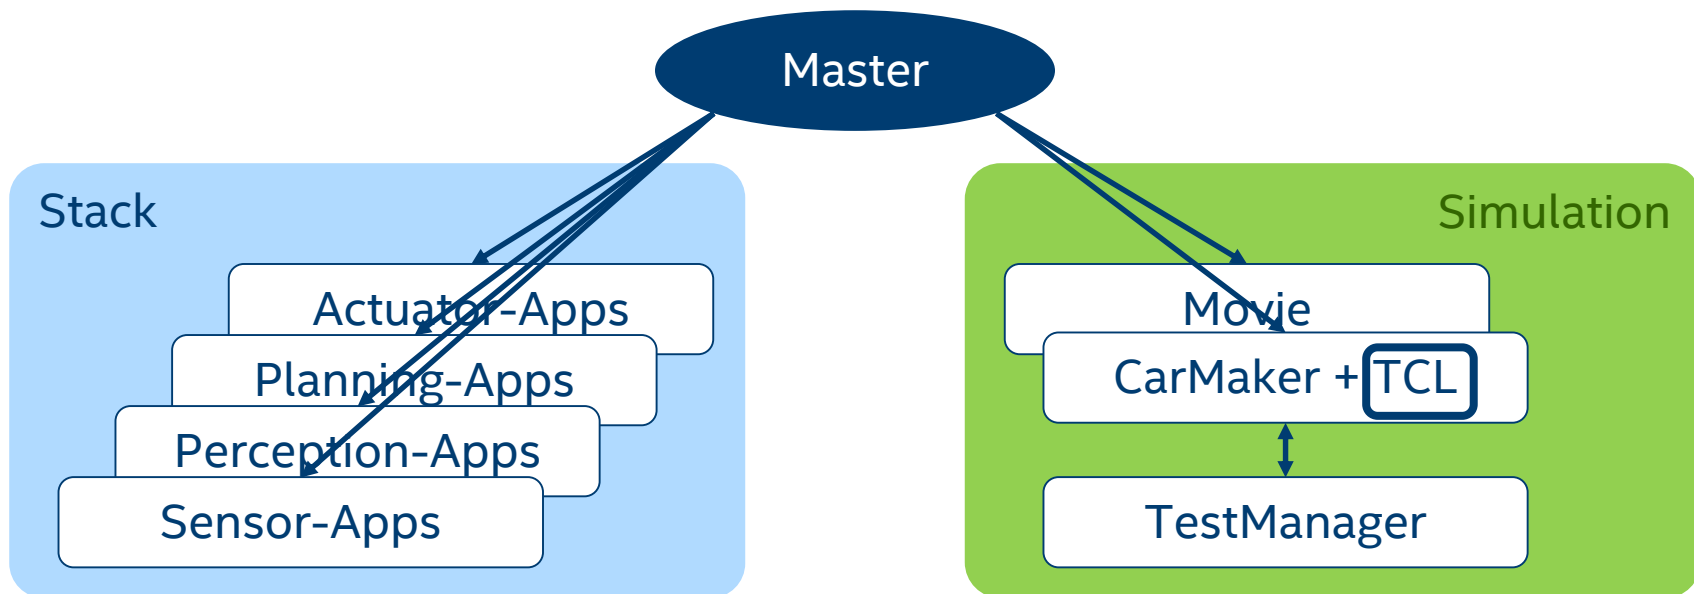 Master
Stack
Simulation
Actuator-Apps
Planning-Apps
Perception-Apps
Sensor-Apps
Movie
CarMaker + TCL
TestManager